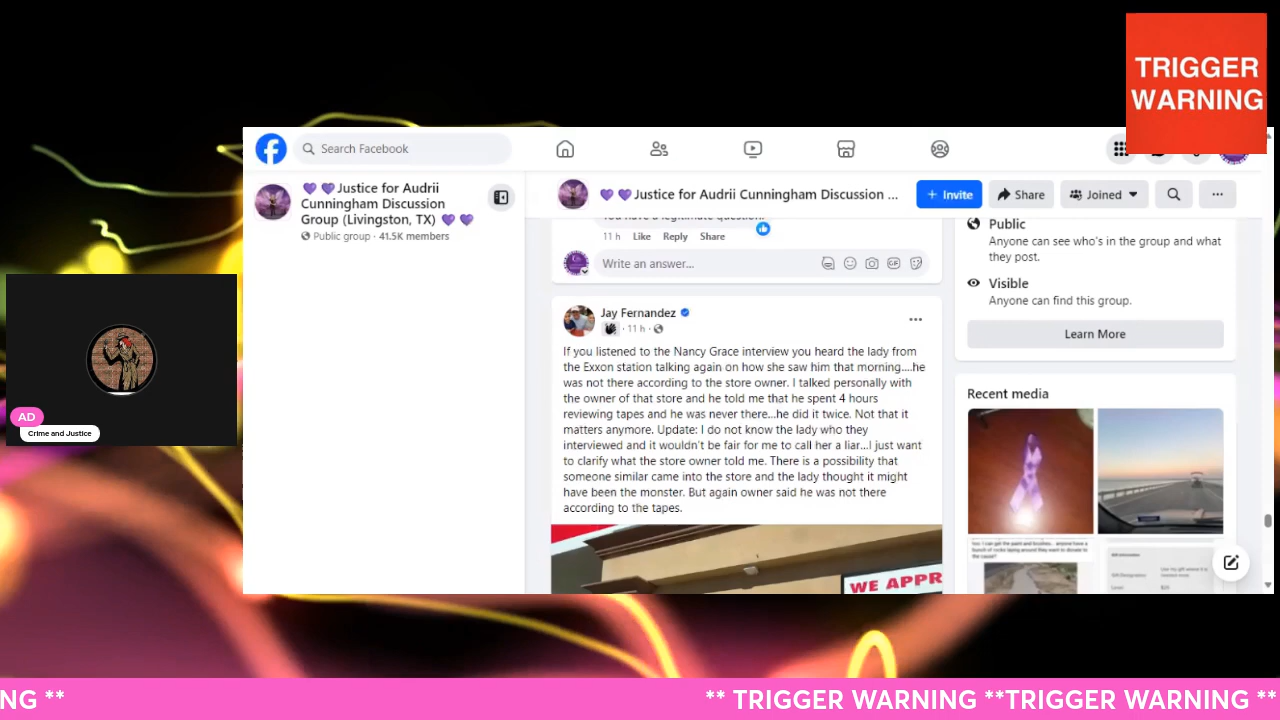 TRIGGER
WARNING
Search Facebook
💜💜Justice for Audrii
Cunningham Discussion
Group (Livingston, TX) 💜 💜
Public group · 41.5K members
💜💜Justice for Audrii Cunningham Discussion ...
+ Invite
Share
Joined
You have a legitimate question.
11 h Like Reply Share
Write an answer...
GIF
Jay Fernandez
· 11 h ·
If you listened to the Nancy Grace interview you heard the lady from
the Exxon station talking again on how she saw him that morning....he
was not there according to the store owner. I talked personally with
the owner of that store and he told me that he spent 4 hours
reviewing tapes and he was never there...he did it twice. Not that it
matters anymore. Update: I do not know the lady who they
interviewed and it wouldn't be fair for me to call her a liar...I just want
to clarify what the store owner told me. There is a possibility that
someone similar came into the store and the lady thought it might
have been the monster. But again owner said he was not there
according to the tapes.
WE APPR
Public
Anyone can see who's in the group and what
they post.
Visible
Anyone can find this group.
Learn More
Recent media
AD
Crime and Justice
NG **
** TRIGGER WARNING **TRIGGER WARNING **